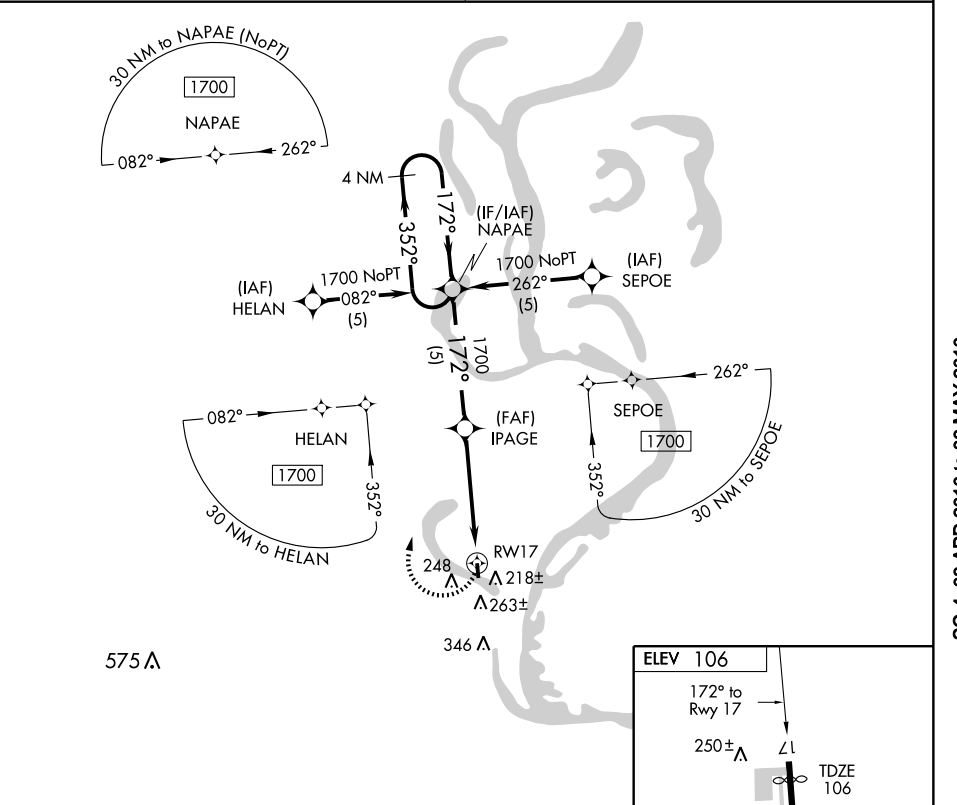 30 NM to NAPAE (NoPT)
1700
NAPAE
082°
262°
4 NM
352°
172°
(IF/IAF)
NAPAE
(IAF)
HELAN
1700 NoPT
082°
(5)
1700 NoPT
262°
(5)
(IAF)
SEPOE
172°
1700
(5)
(FAF)
IPAGE
082°
HELAN
1700
352°
30 NM to HELAN
262°
SEPOE
1700
352°
30 NM to SEPOE
RW17
248
218±
263±
346
575
ELEV 106
172° to
Rwy 17
250±
17
TDZE
106